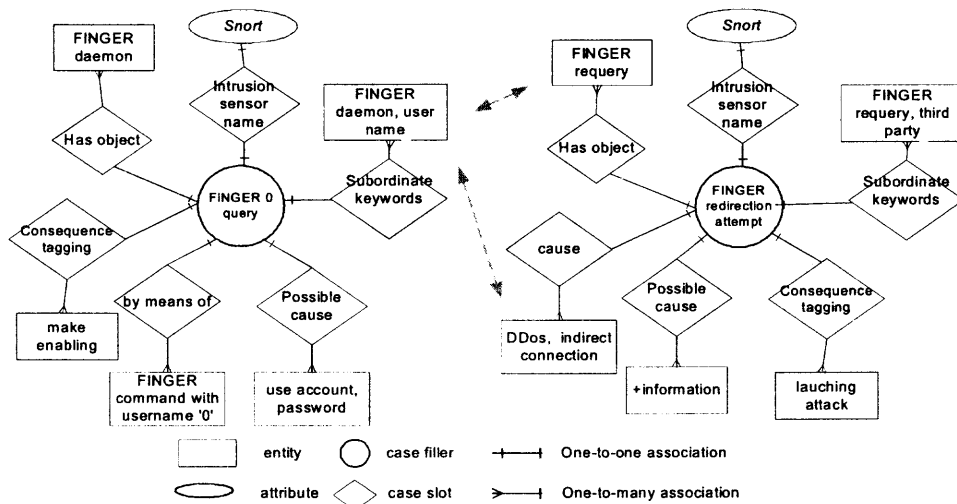 Snort
FINGER
daemon
Intrusion
sensor
name
FINGER
daemon, user
name
Has object
FINGER 0
query
Subordinate
keywords
Consequence
tagging
by means of
Possible
cause
make
enabling
FINGER
command with
username '0'
use account,
password
Snort
FINGER
requery
Intrusion
sensor
name
FINGER
requery, third
party
Has object
FINGER
redirection
attempt
Subordinate
keywords
cause
Possible
cause
Consequence
tagging
DDos, indirect
connection
+information
lauching
attack
entity
case filler
One-to-one association
attribute
case slot
One-to-many association